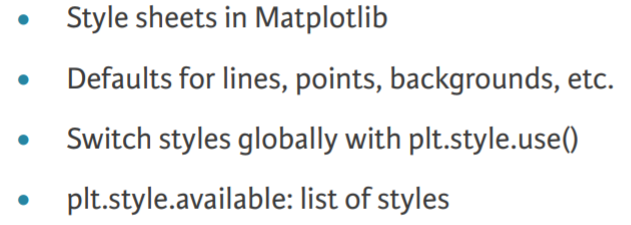 • Style sheets in Matplotlib
• Defaults for lines, points, backgrounds, etc.
• Switch styles globally with plt.style.use()
• plt.style.available: list of styles